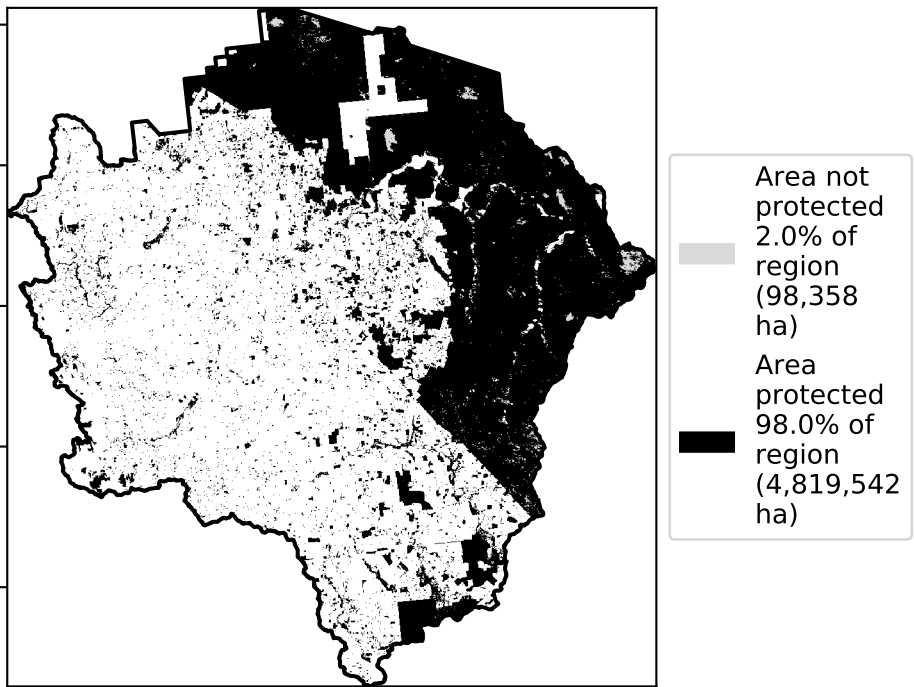 Area not
protected
2.0% of
region
(98,358
ha)
Area
protected
98.0% of
region
(4,819,542
ha)